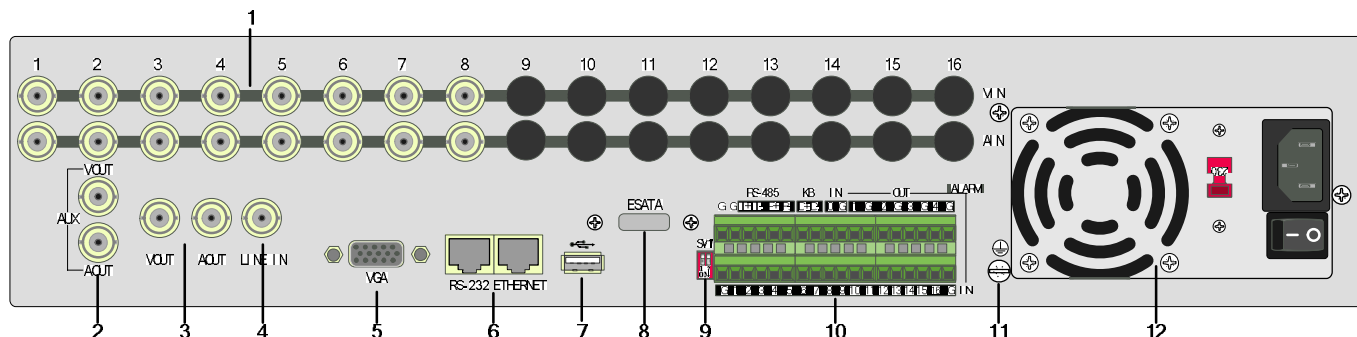 1
1 2 3 4 5 6 7 8 9 10 11 12 13 14 15 16
VIN
AIN
VOUT
AUX
AOUT
VOUT AOUT LINE IN
VGA
RS-232 ETHERNET
ESATA
RS-485 KB IN OUT
G G
IN
2 3 4 5 6 7 8 9 10 11 12